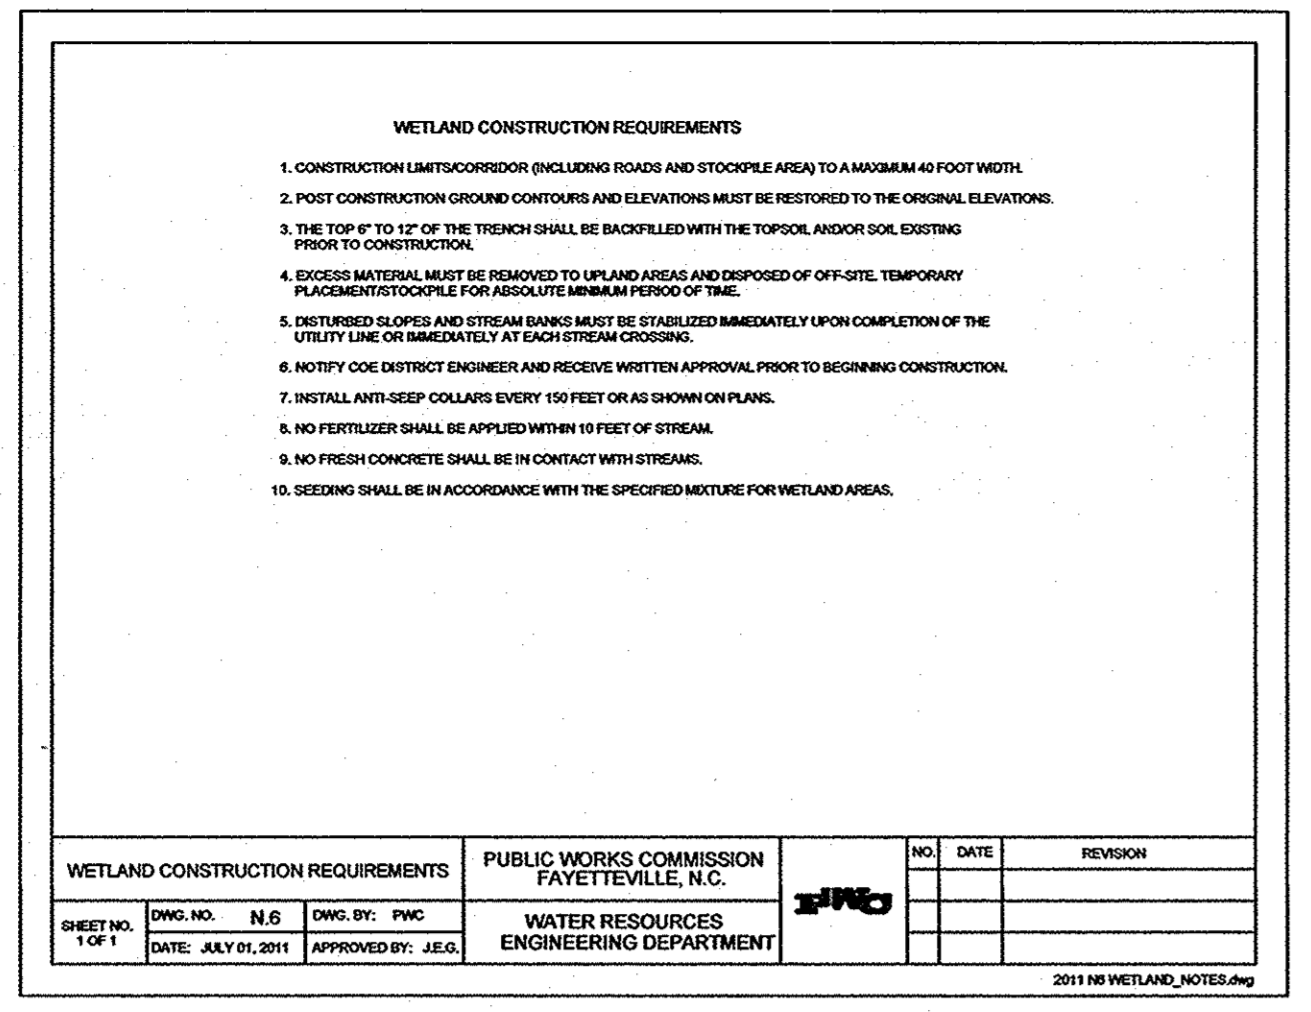 WETLAND CONSTRUCTION REQUIREMENTS
1. CONSTRUCTION LIMITS/CORRIDOR (INCLUDING ROADS AND STOCKPILE AREA) TO A MAXIMUM 40 FOOT WIDTH.
2. POST CONSTRUCTION GROUND CONTOURS AND ELEVATIONS MUST BE RESTORED TO THE ORIGINAL ELEVATIONS.
3. THE TOP 6" TO 12" OF THE TRENCH SHALL BE BACKFILLED WITH THE TOPSOIL AND/OR SOIL EXISTING
PRIOR TO CONSTRUCTION.
4. EXCESS MATERIAL MUST BE REMOVED TO UPLAND AREAS AND DISPOSED OF OFF-SITE. TEMPORARY
PLACEMENT/STOCKPILE FOR ABSOLUTE MINIMUM PERIOD OF TIME.
5. DISTURBED SLOPES AND STREAM BANKS MUST BE STABILIZED IMMEDIATELY UPON COMPLETION OF THE
UTILITY LINE OR IMMEDIATELY AT EACH STREAM CROSSING.
6. NOTIFY COE DISTRICT ENGINEER AND RECEIVE WRITTEN APPROVAL PRIOR TO BEGINNING CONSTRUCTION.
7. INSTALL ANTI-SEEP COLLARS EVERY 150 FEET OR AS SHOWN ON PLANS.
8. NO FERTILIZER SHALL BE APPLIED WITHIN 10 FEET OF STREAM.
9. NO FRESH CONCRETE SHALL BE IN CONTACT WITH STREAMS.
10. SEEDING SHALL BE IN ACCORDANCE WITH THE SPECIFIED MIXTURE FOR WETLAND AREAS.
WETLAND CONSTRUCTION REQUIREMENTS
SHEET NO.
1 OF 1
DWG. NO. N.6
DWG. BY: PWC
DATE: JULY 01, 2011
APPROVED BY: J.E.G.
PUBLIC WORKS COMMISSION
FAYETTEVILLE, N.C.
WATER RESOURCES
ENGINEERING DEPARTMENT
PWC
NO. DATE REVISION
2011 N6 WETLAND_NOTES.dwg